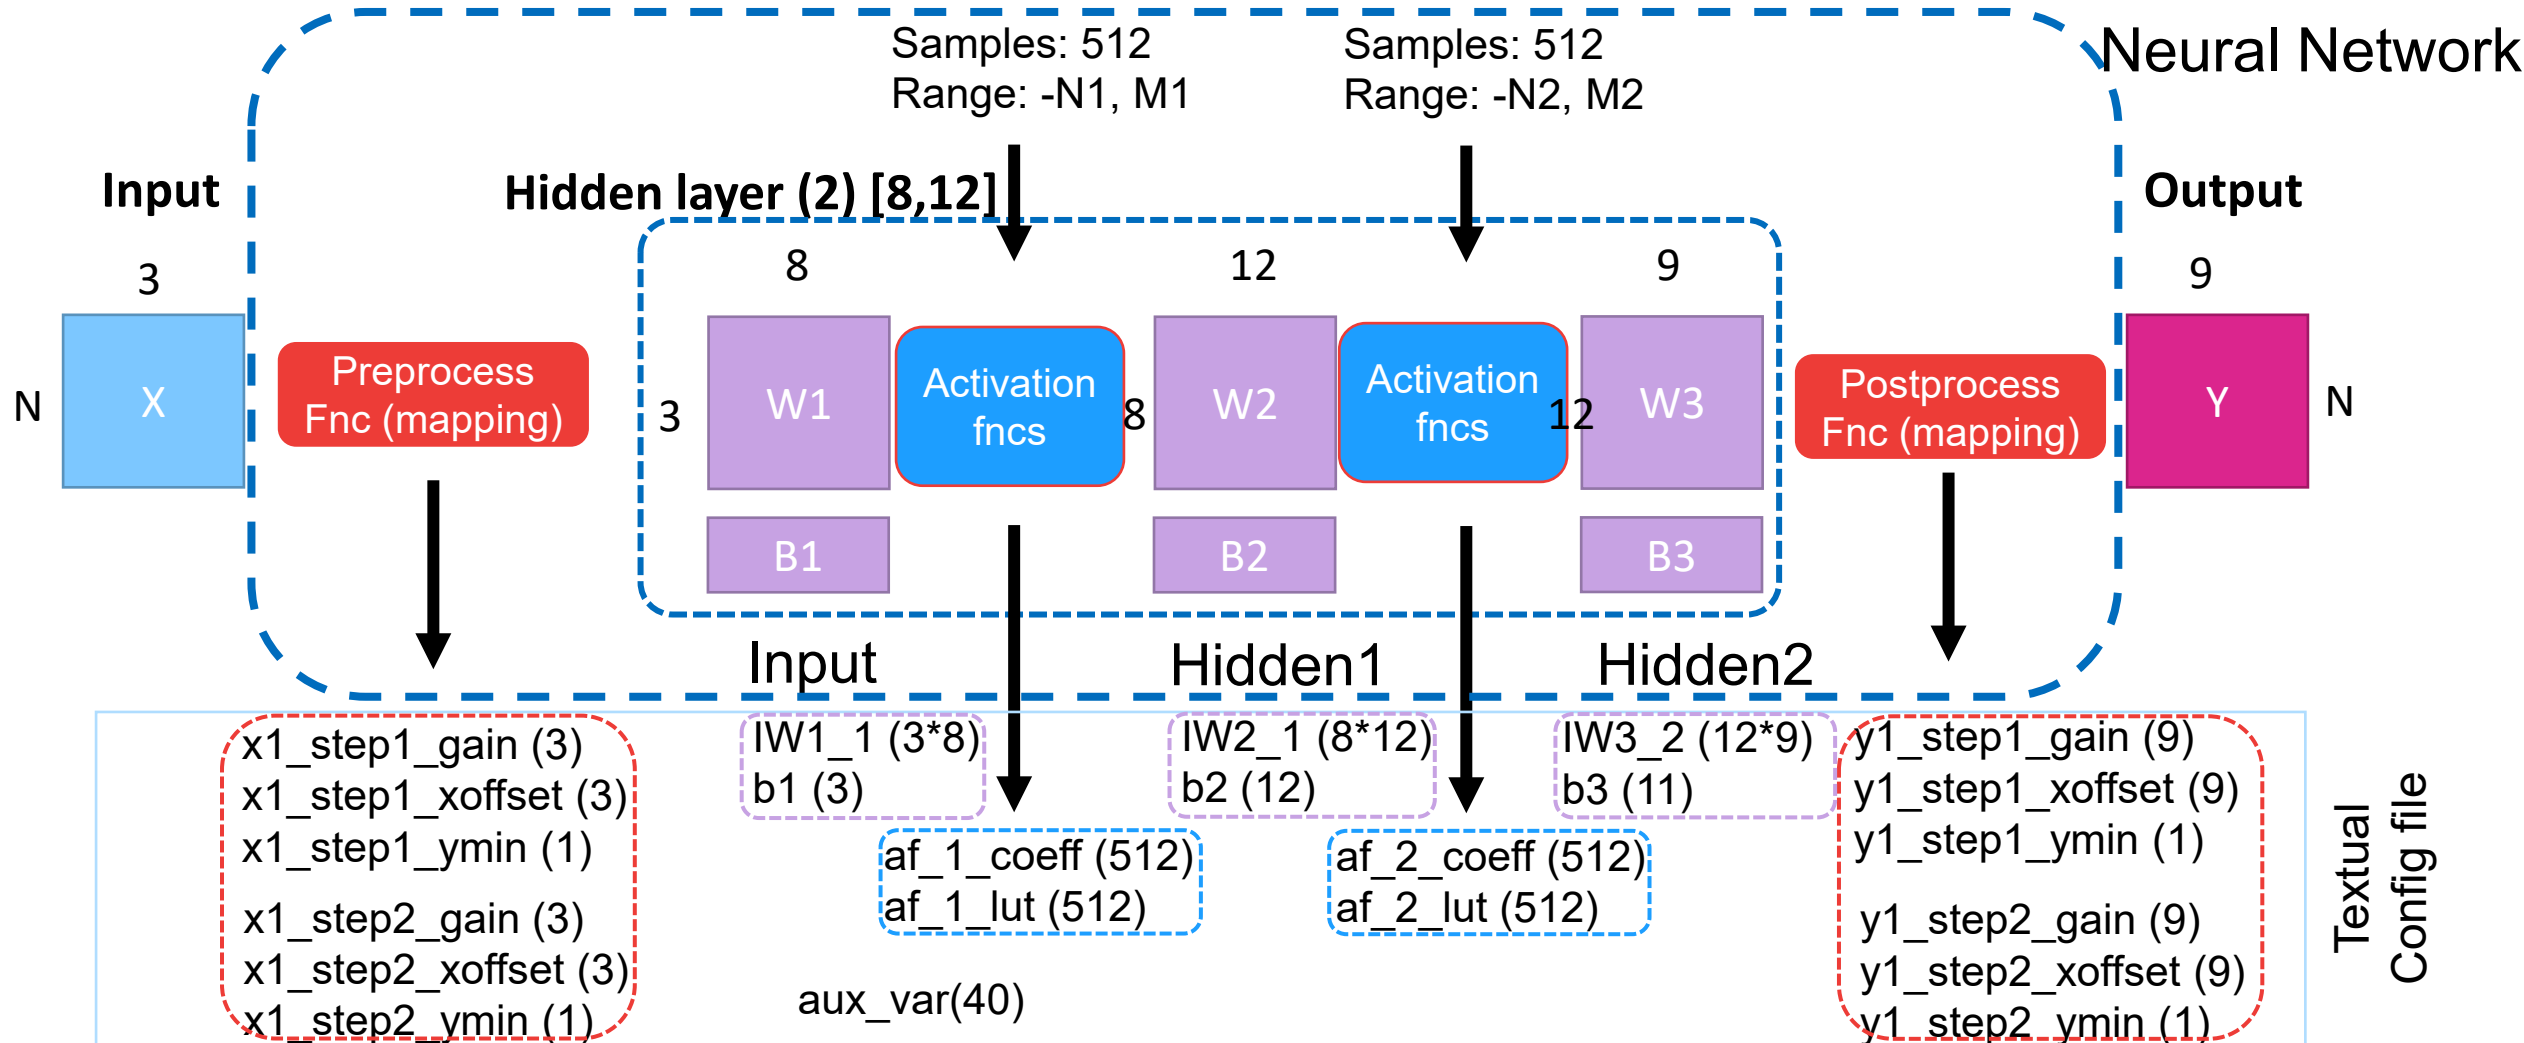 Samples: 512
Range: -N1, M1
Samples: 512
Range: -N2, M2
Neural Network
Input
Hidden layer (2) [8,12]
Output
3
8
12
9
9
N
X
Preprocess
Fnc (mapping)
3
W1
Activation
fncs
8
W2
Activation
fncs
12
W3
Postprocess
Fnc (mapping)
Y
N
B1
B2
B3
Input
Hidden1
Hidden2
x1_step1_gain (3)
x1_step1_xoffset (3)
x1_step1_ymin (1)
x1_step2_gain (3)
x1_step2_xoffset (3)
x1_step2_ymin (1)
IW1_1 (3*8)
b1 (3)
af_1_coeff (512)
af_1_lut (512)
aux_var(40)
IW2_1 (8*12)
b2 (12)
af_2_coeff (512)
af_2_lut (512)
IW3_2 (12*9)
b3 (11)
y1_step1_gain (9)
y1_step1_xoffset (9)
y1_step1_ymin (1)
y1_step2_gain (9)
y1_step2_xoffset (9)
y1_step2_ymin (1)
Textual
Config file